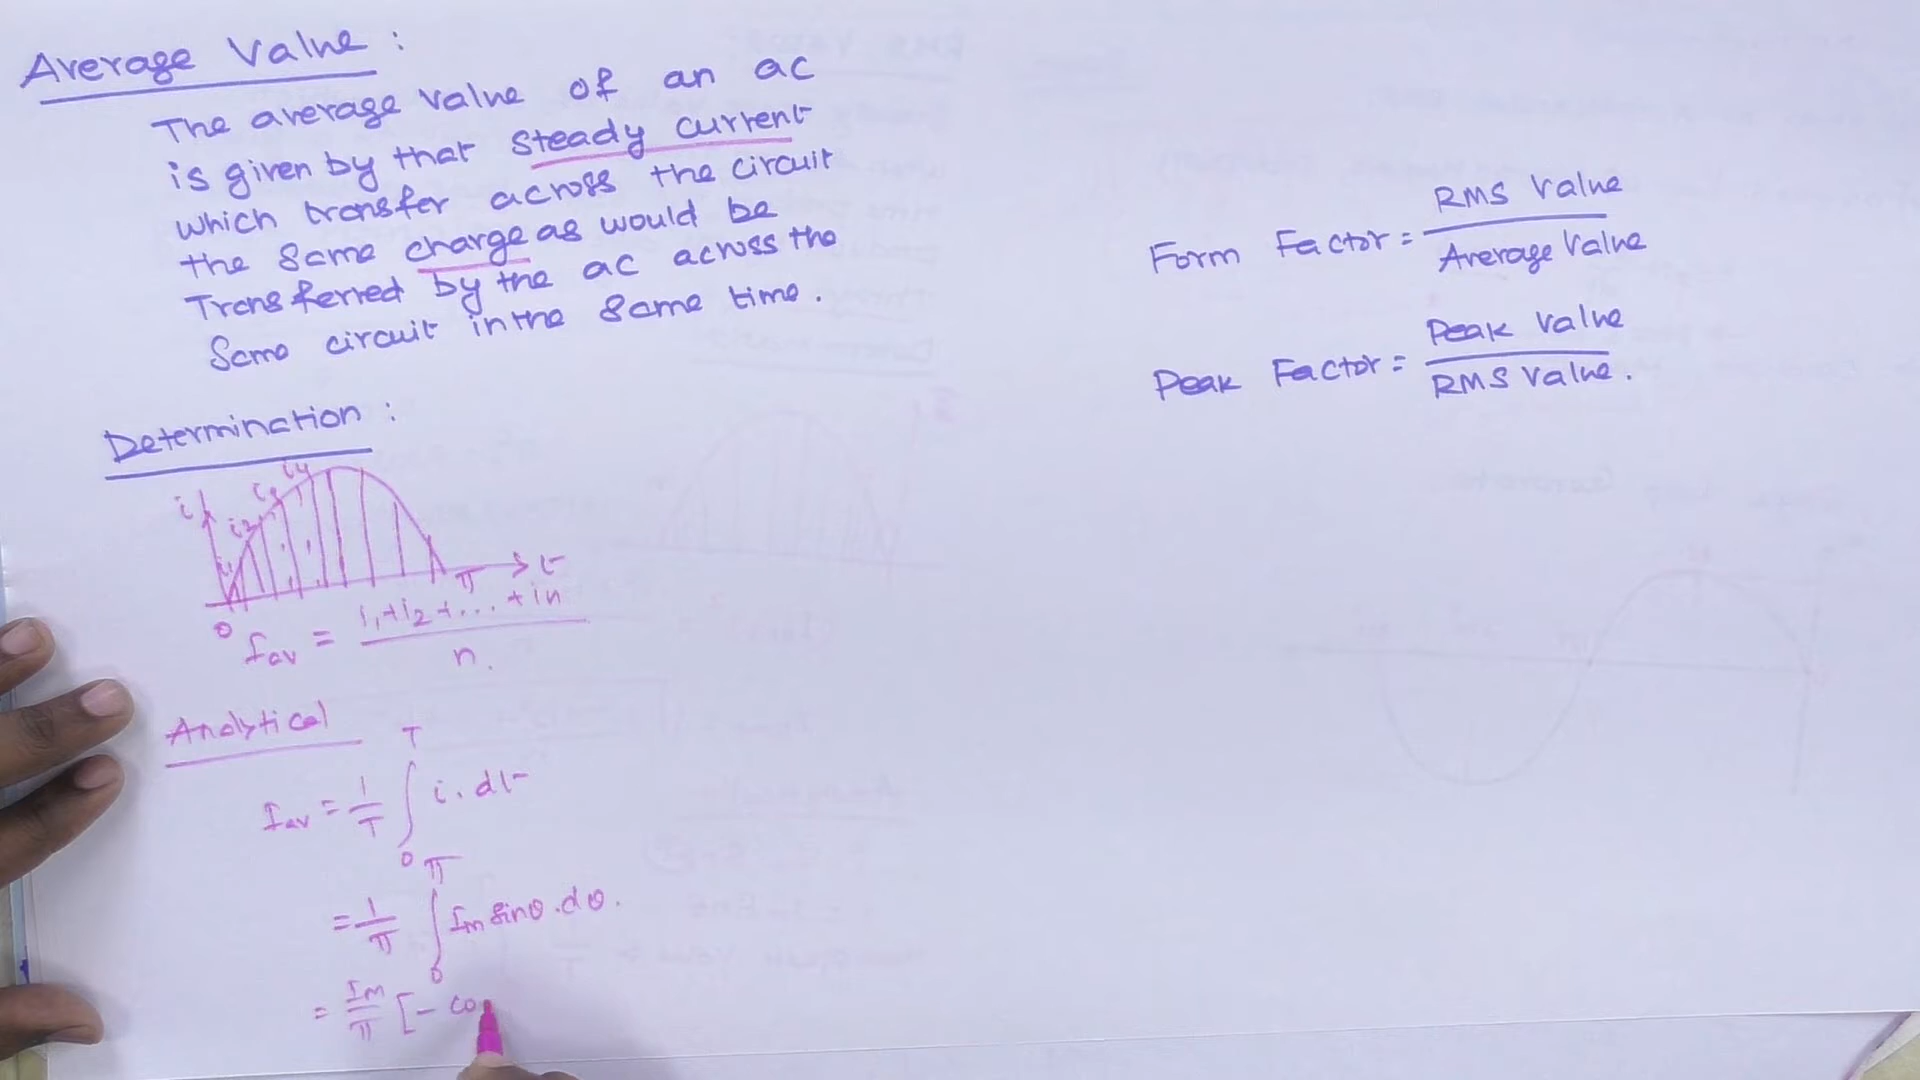 Average Value :
The average value of an ac
is given by that steady current
which transfer across the circuit
the same charge as would be
Transferred by the ac across the
Same circuit in the same time.
Determination :
i
i2 i3 i4
t
0 π
Iav = i1+i2+...+in / n.
Analytical
Iav = 1/T ∫ 0 T i. dt
= 1/π ∫ 0 π Im sinθ . dθ.
= Im/π [- co
Form Factor = RMS Value / Average Value
Peak Factor = Peak Value / RMS Value.